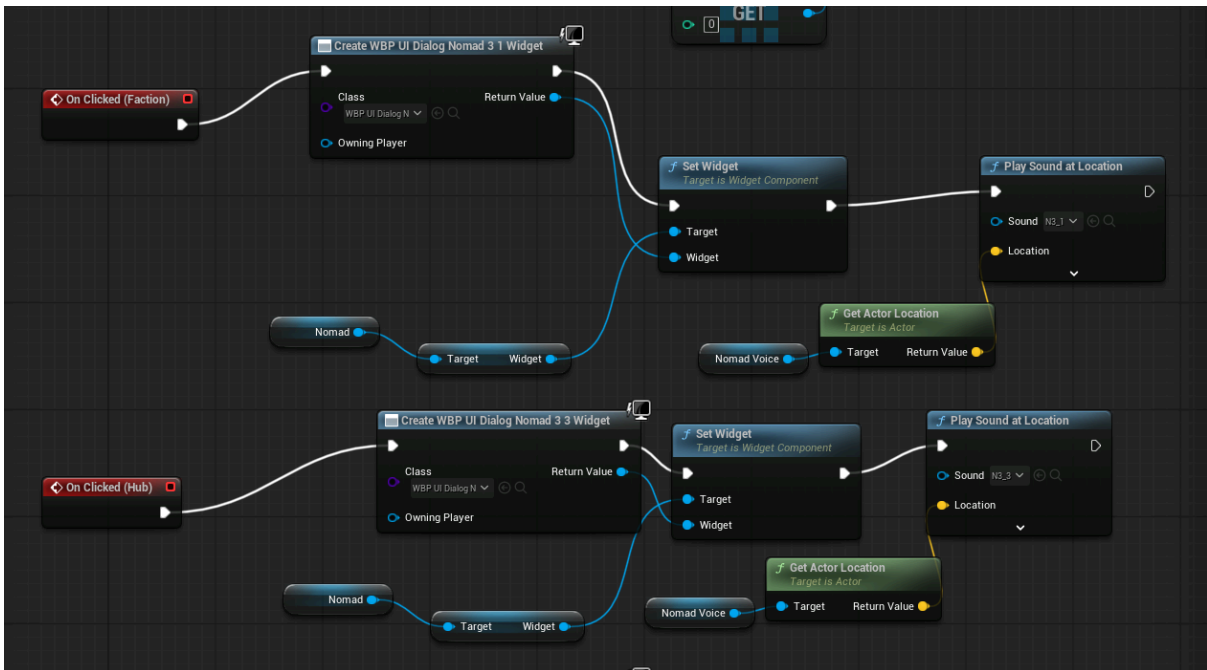 GET
0
Create WBP UI Dialog Nomad 3 1 Widget
On Clicked (Faction)
Class
Return Value
WBP UI Dialog N
Owning Player
Set Widget
Target is Widget Component
Target
Widget
Play Sound at Location
Sound N3_1
Location
Get Actor Location
Target is Actor
Nomad
Target Widget
Nomad Voice
Target Return Value
Create WBP UI Dialog Nomad 3 3 Widget
On Clicked (Hub)
Class
Return Value
WBP UI Dialog N
Owning Player
Set Widget
Target is Widget Component
Target
Widget
Play Sound at Location
Sound N3_3
Location
Get Actor Location
Target is Actor
Nomad
Target Widget
Nomad Voice
Target Return Value